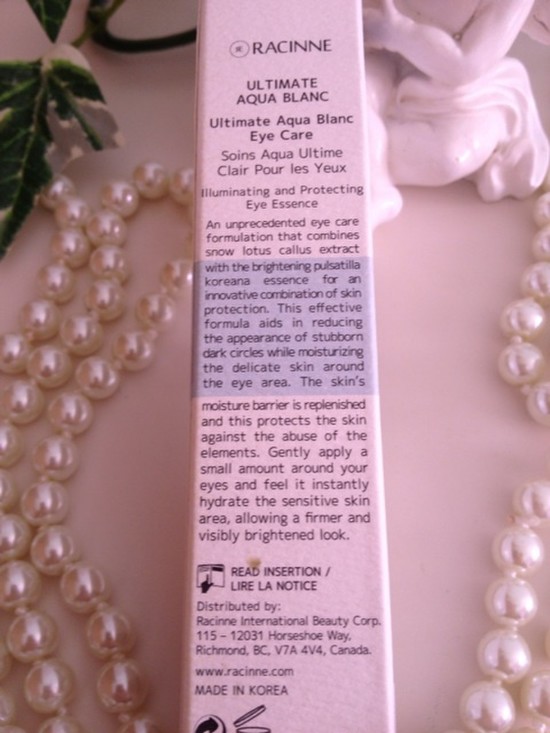 RACINNE
ULTIMATE
AQUA BLANC
Ultimate Aqua Blanc
Eye Care
Soins Aqua Ultime
Clair Pour les Yeux
Illuminating and Protecting
Eye Essence
An unprecedented eye care
formulation that combines
snow lotus callus extract
with the brightening pulsatilla
koreana essence for an
innovative combination of skin
protection. This effective
formula aids in reducing
the appearance of stubborn
dark circles while moisturizing
the delicate skin around
the eye area. The skin's
moisture barrier is replenished
and this protects the skin
against the abuse of the
elements. Gently apply a
small amount around your
eyes and feel it instantly
hydrate the sensitive skin
area, allowing a firmer and
visibly brightened look.
READ INSERTION /
LIRE LA NOTICE
Distributed by:
Racinne International Beauty Corp.
115 – 12031 Horseshoe Way,
Richmond, BC, V7A 4V4, Canada.
www.racinne.com
MADE IN KOREA